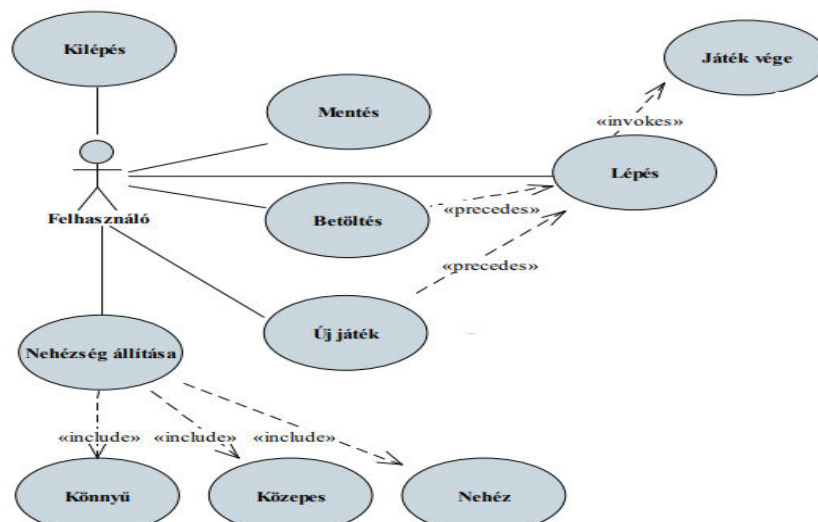 Kilépés
Játék vége
Mentés
«invokes»
Lépés
Felhasználó
Betöltés
«precedes»
«precedes»
Új játék
Nehézség állítása
«include»
«include»
«include»
Könnyű
Közepes
Nehéz